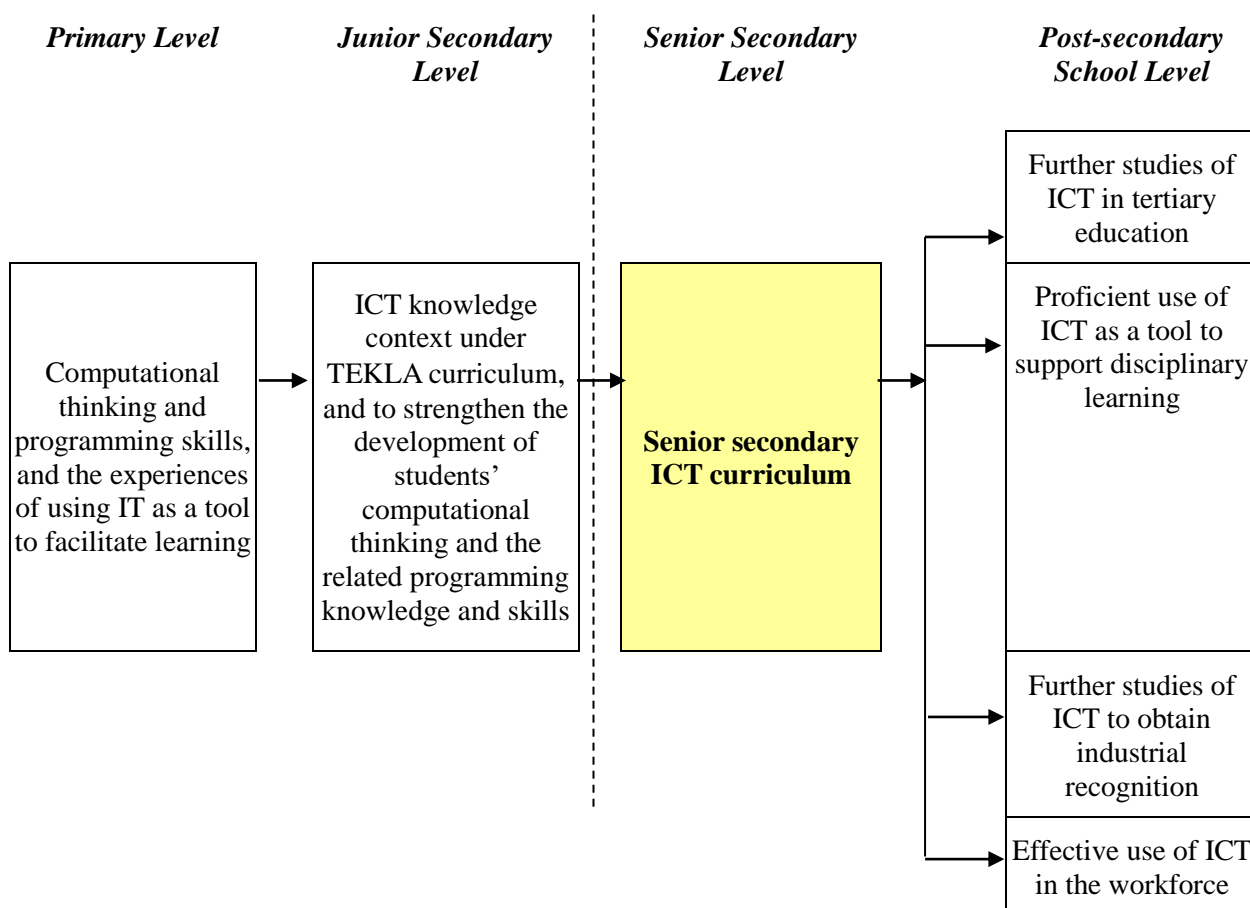 Primary Level
Junior Secondary
Level
Senior Secondary
Level
Post-secondary
School Level
Computational
thinking and
programming skills,
and the experiences
of using IT as a tool
to facilitate learning
ICT knowledge
context under
TEKLA curriculum,
and to strengthen the
development of
students’
computational
thinking and the
related programming
knowledge and skills
Senior secondary
ICT curriculum
Further studies of
ICT in tertiary
education
Proficient use of
ICT as a tool to
support disciplinary
learning
Further studies of
ICT to obtain
industrial
recognition
Effective use of ICT
in the workforce